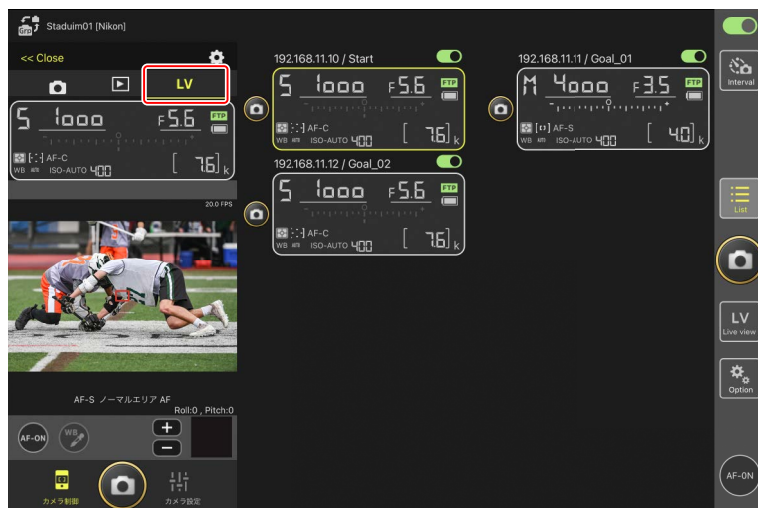 Grp Staduim01 [Nikon]
<< Close
LV
S 1000 F5.6 FTP
AF-C
WB AUTO ISO-AUTO 400 [ 7.6] k
20.0 FPS
AF-S ノーマルエリア AF
Roll:0 , Pitch:0
AF-ON WB
カメラ制御 カメラ設定
192.168.11.10 / Start
S 1000 F5.6 FTP
AF-C
WB AUTO ISO-AUTO 400 [ 7.6] k
192.168.11.11 / Goal_01
M 4000 F3.5 FTP
AF-S
WB AUTO ISO-AUTO 400 [ 4.0] k
192.168.11.12 / Goal_02
S 1000 F5.6 FTP
AF-C
WB AUTO ISO-AUTO 400 [ 7.6] k
Interval
List
LV
Live view
Option
AF-ON